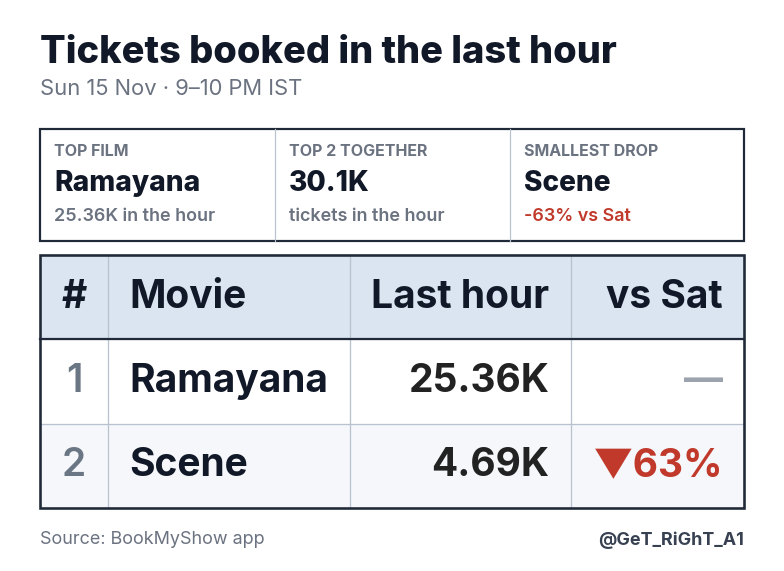 Tickets booked in the last hour
Sun 15 Nov · 9–10 PM IST
TOP FILM
Ramayana
25.36K in the hour
TOP 2 TOGETHER
30.1K
tickets in the hour
SMALLEST DROP
Scene
-63% vs Sat
# Movie Last hour vs Sat
1 Ramayana 25.36K —
2 Scene 4.69K ▼63%
Source: BookMyShow app
@GeT_RiGhT_A1